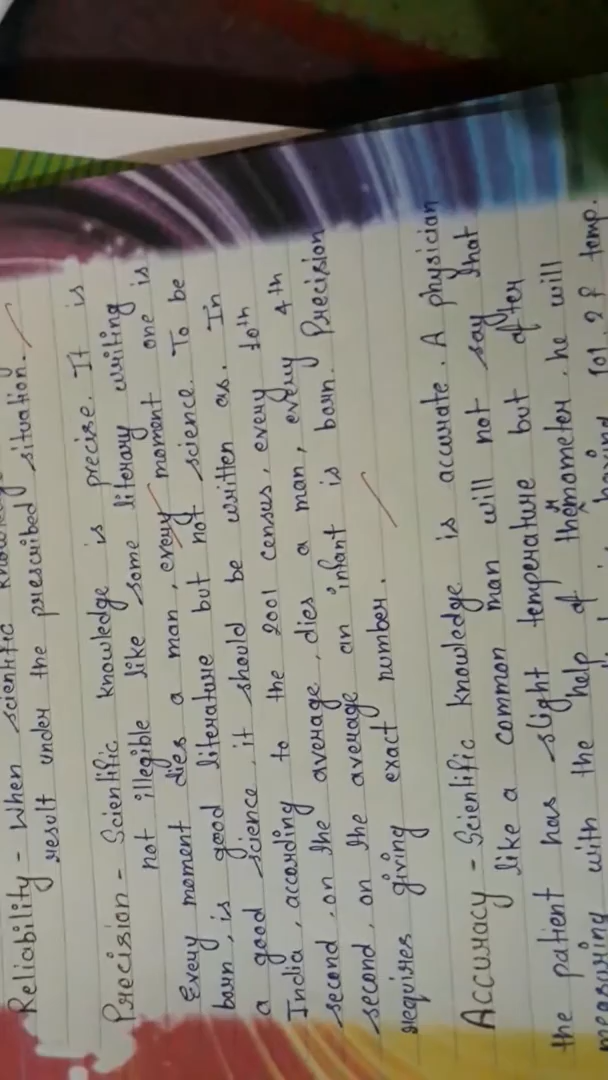 Reliability - When scientific
result under the prescribed situation.
Precision - Scientific knowledge is precise. It is
not illegible like some literary writing
Every moment dies a man, every moment one is
born, is good literature but not science. To be
a good science, it should be written as. In
India, according to the 2001 census, every 10th
second, on the average, dies a man, every 4th
second, on the average an infant is born. Precision
requires giving exact number.
Accuracy - Scientific knowledge is accurate. A physician
like a common man will not say that
the patient has slight temperature but after
measuring with the help of themometer. he will
having 101.2 F temp.